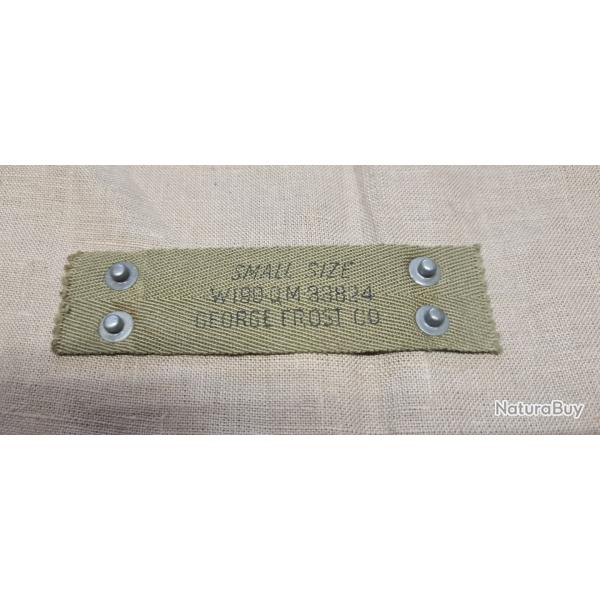 SMALL SIZE
W199 QM 33824
GEORGE FROST CO
NaturaBuy